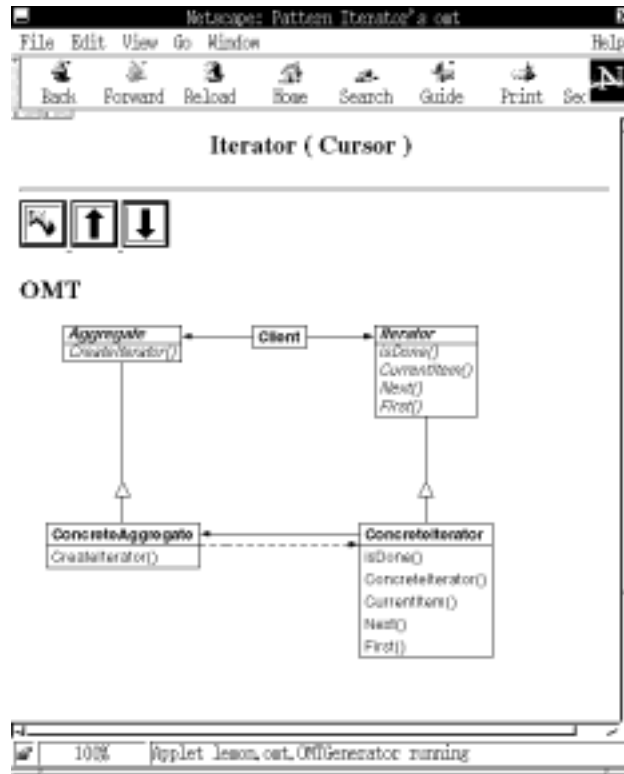 Netscape: Pattern Iterator's omt
File Edit View Go Window Help
Back Forward Reload Home Search Guide Print Sec
N
Iterator ( Cursor )
OMT
Aggregate
CreateIterator()
Client
Iterator
isDone()
CurrentItem()
Next()
First()
ConcreteAggregate
CreateIterator()
ConcreteIterator
isDone()
ConcreteIterator()
CurrentItem()
Next()
First()
100% Applet lemon.omt.OMTGenerator running